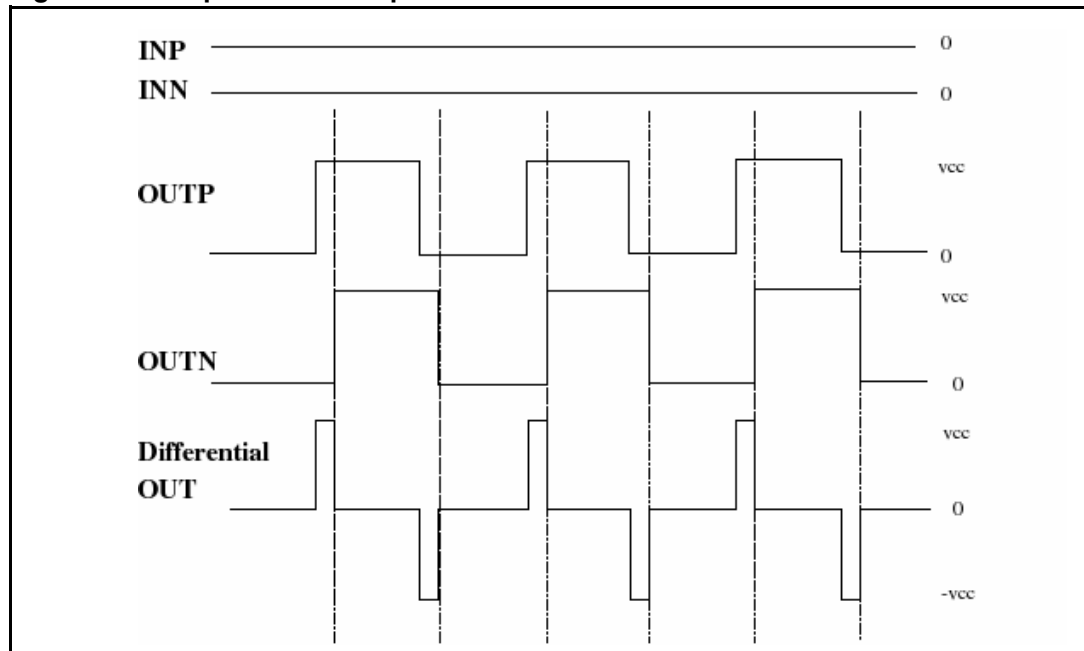 INP 0
INN 0
OUTP
vcc
0
vcc
OUTN
0
Differential
OUT
vcc
0
-vcc